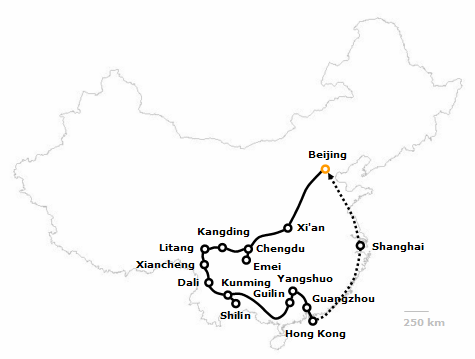 Beijing
Xi'an
Kangding
Litang
Chengdu
Shanghai
Xiancheng
Emei
Dali
Kunming
Yangshuo
Guilin
Guangzhou
Shilin
Hong Kong
250 km